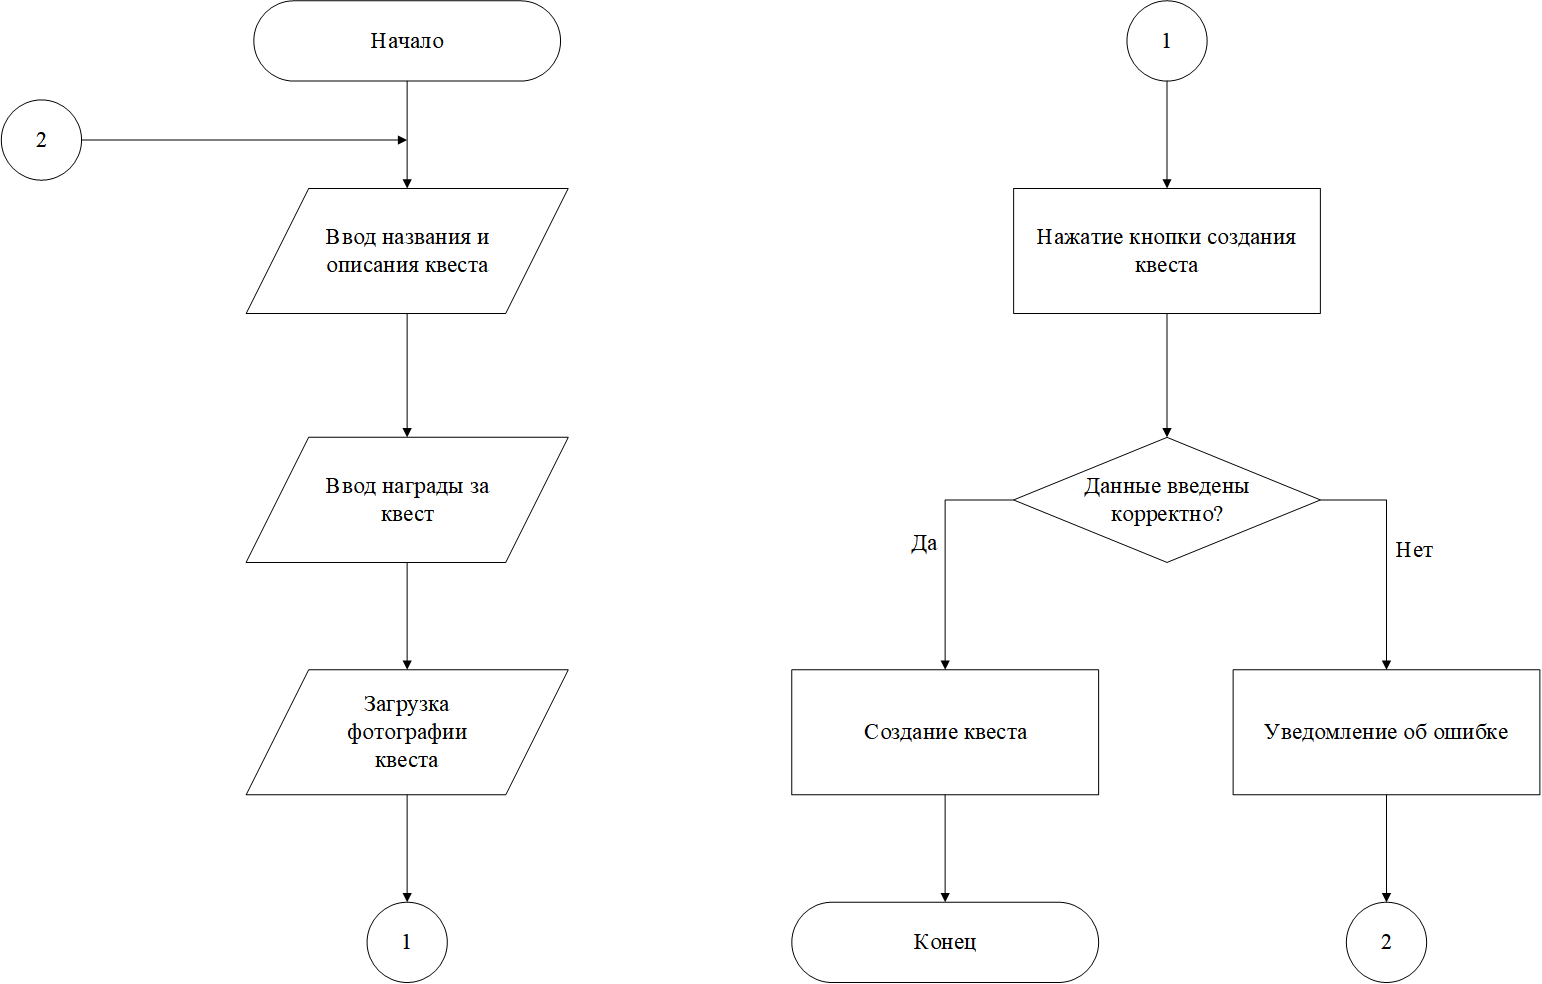 Начало
2
Ввод названия и
описания квеста
Ввод награды за
квест
Загрузка
фотографии
квеста
1
1
Нажатие кнопки создания
квеста
Данные введены
корректно?
Да
Нет
Создание квеста
Уведомление об ошибке
Конец
2